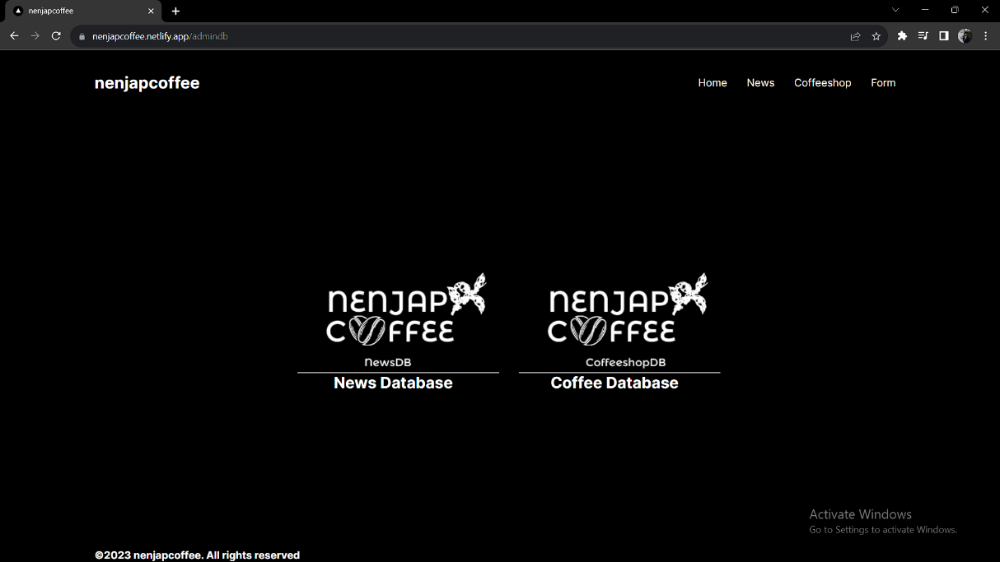 nenjapcoffee
nenjapcoffee.netlify.app/admindb
nenjapcoffee
Home News Coffeeshop Form
NENJAP
COFFEE
NewsDB
News Database
NENJAP
COFFEE
CoffeeshopDB
Coffee Database
Activate Windows
Go to Settings to activate Windows.
©2023 nenjapcoffee. All rights reserved